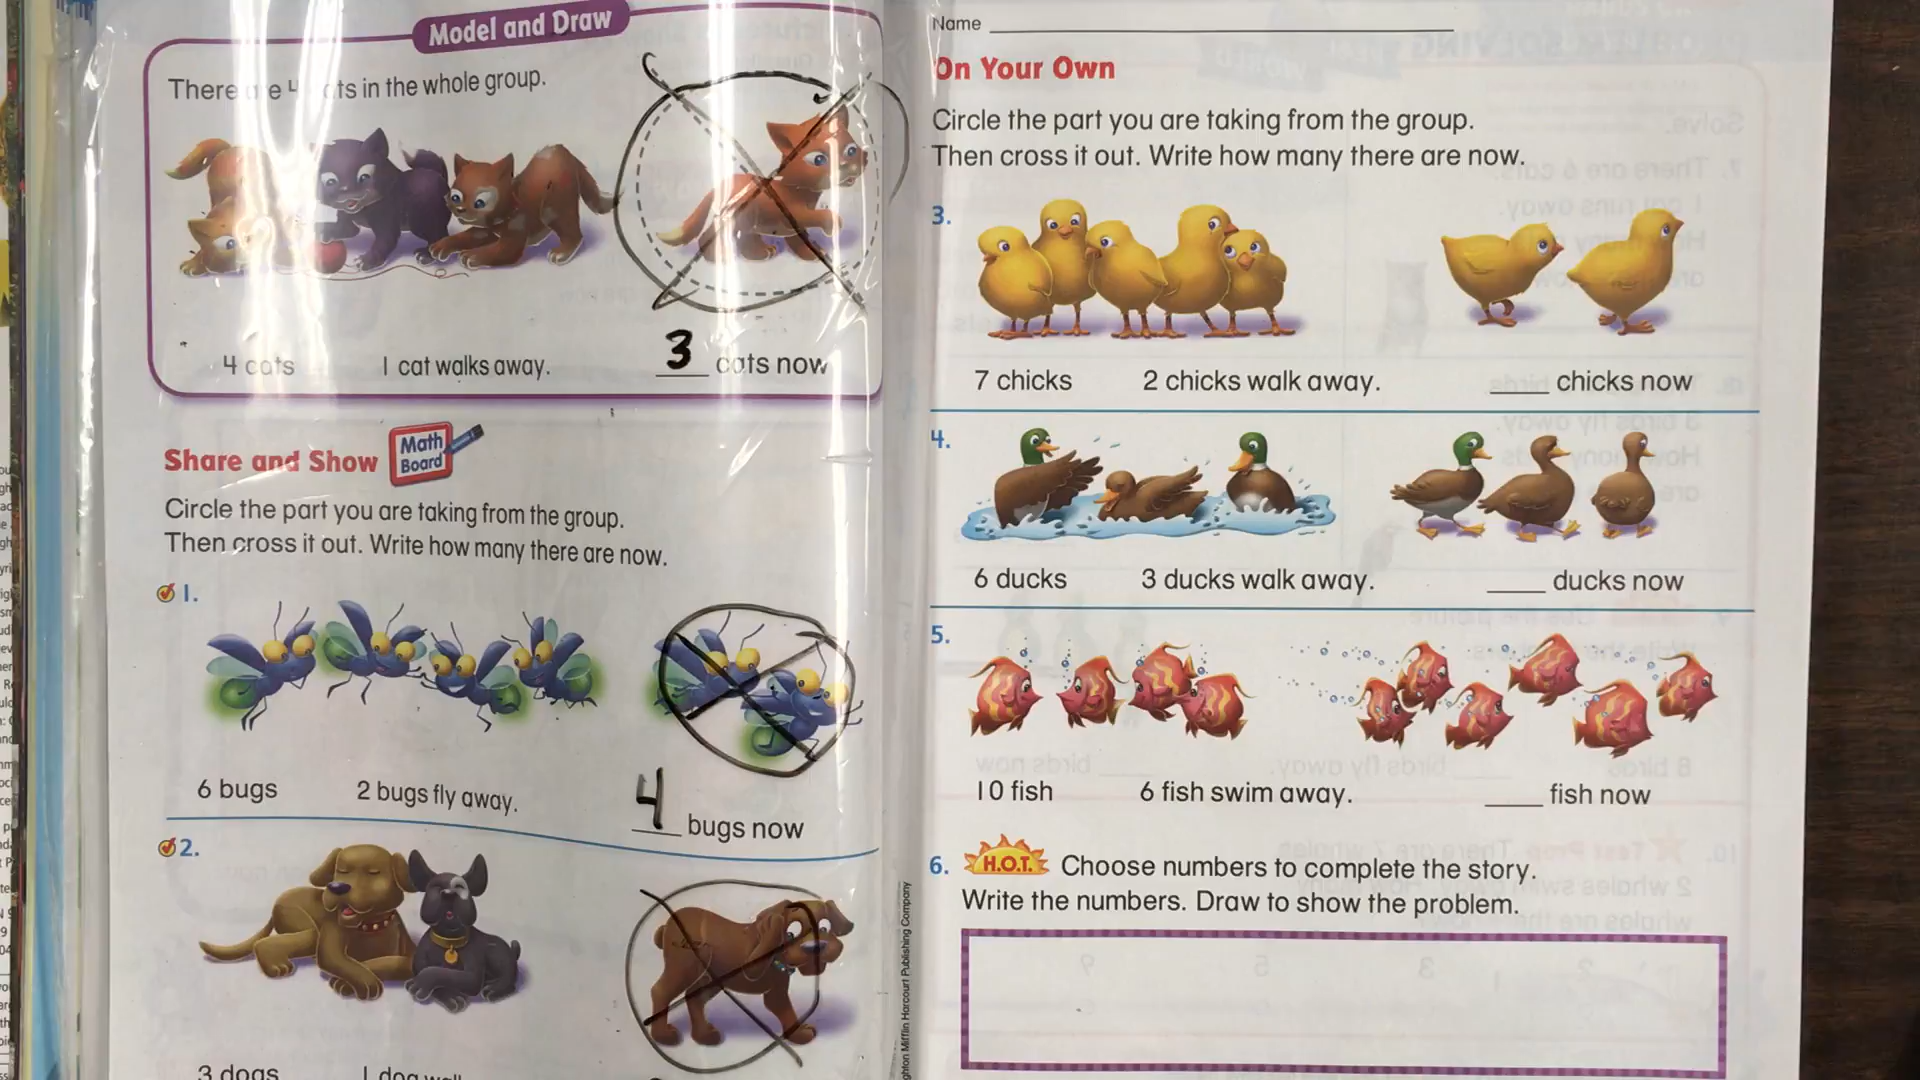 Model and Draw
There 4 in the whole group.
4 cats 1 cat walks away. 3 cats now
Share and Show Math Board
Circle the part you are taking from the group.
Then cross it out. Write how many there are now.
1.
6 bugs 2 bugs fly away. 4 bugs now
2.
3 dogs 1 dog
Houghton Mifflin Harcourt Publishing Company
Name
On Your Own
Circle the part you are taking from the group.
Then cross it out. Write how many there are now.
3.
7 chicks 2 chicks walk away. ____ chicks now
4.
6 ducks 3 ducks walk away. ____ ducks now
5.
10 fish 6 fish swim away. ____ fish now
6. H.O.T. Choose numbers to complete the story.
Write the numbers. Draw to show the problem.